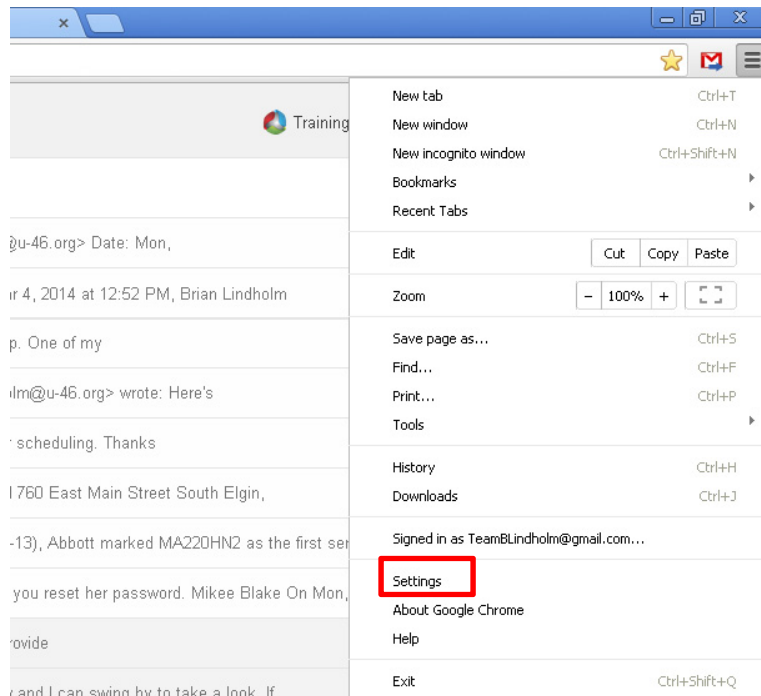 Training
New tab Ctrl+T
New window Ctrl+N
New incognito window Ctrl+Shift+N
Bookmarks
Recent Tabs
@u-46.org> Date: Mon,
Edit Cut Copy Paste
4, 2014 at 12:52 PM, Brian Lindholm
Zoom - 100% +
Save page as... Ctrl+S
p. One of my
Find... Ctrl+F
Print... Ctrl+P
lm@u-46.org> wrote: Here's
Tools
scheduling. Thanks
History Ctrl+H
1760 East Main Street South Elgin,
Downloads Ctrl+J
-13), Abbott marked MA220HN2 as the first ser
Signed in as TeamBLindholm@gmail.com...
Settings
you reset her password. Mikee Blake On Mon,
About Google Chrome
Help
rovide
Exit Ctrl+Shift+Q
and I can swing by to take a look. If